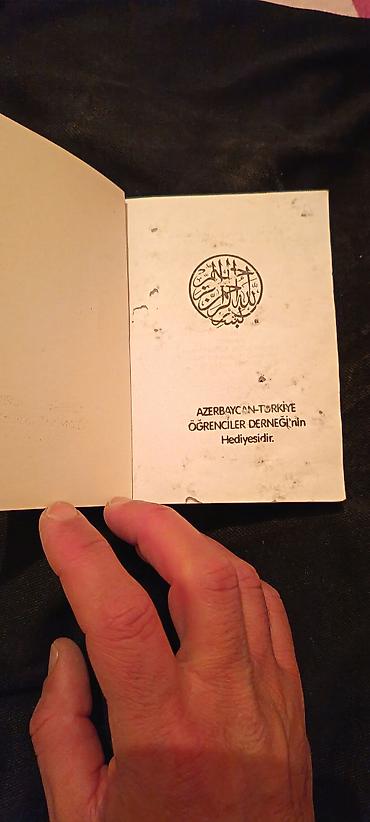 بسم الله الرحمن الرحيم
AZERBAYCAN-TÜRKİYE
ÖĞRENCİLER DERNEĞİ'nin
Hediyesidir.